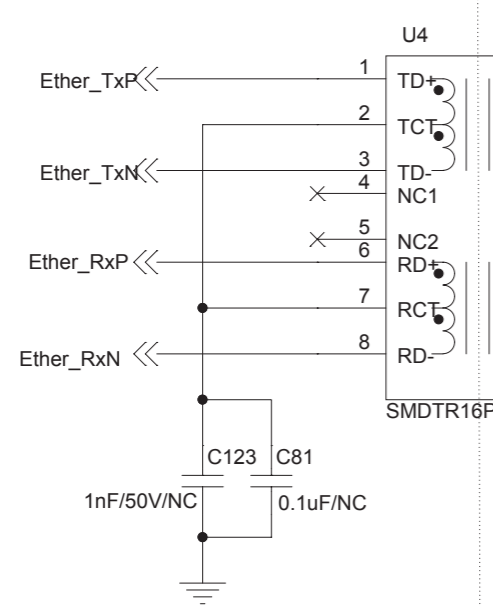 U4
Ether_TxP
1
TD+
2
TCT
Ether_TxN
3
TD-
4
NC1
5
NC2
Ether_RxP
6
RD+
7
RCT
Ether_RxN
8
RD-
SMDTR16P
C123
C81
1nF/50V/NC
0.1uF/NC